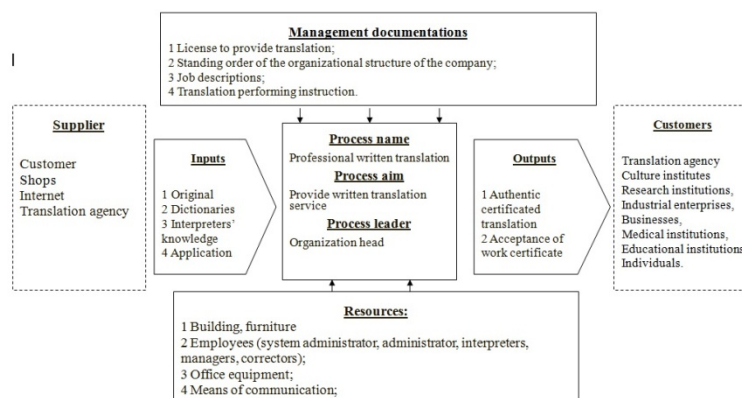 Management documentations
1 License to provide translation;
2 Standing order of the organizational structure of the company;
3 Job descriptions;
4 Translation performing instruction.
Supplier
Customer
Shops
Internet
Translation agency
Inputs
1 Original
2 Dictionaries
3 Interpreters'
knowledge
4 Application
Process name
Professional written translation
Process aim
Provide written translation
service
Process leader
Organization head
Outputs
1 Authentic
certificated
translation
2 Acceptance of
work certificate
Customers
Translation agency
Culture institutes
Research institutions,
Industrial enterprises,
Businesses,
Medical institutions,
Educational institutions
Individuals.
Resources:
1 Building, furniture
2 Employees (system administrator, administrator, interpreters,
managers, correctors);
3 Office equipment;
4 Means of communication;